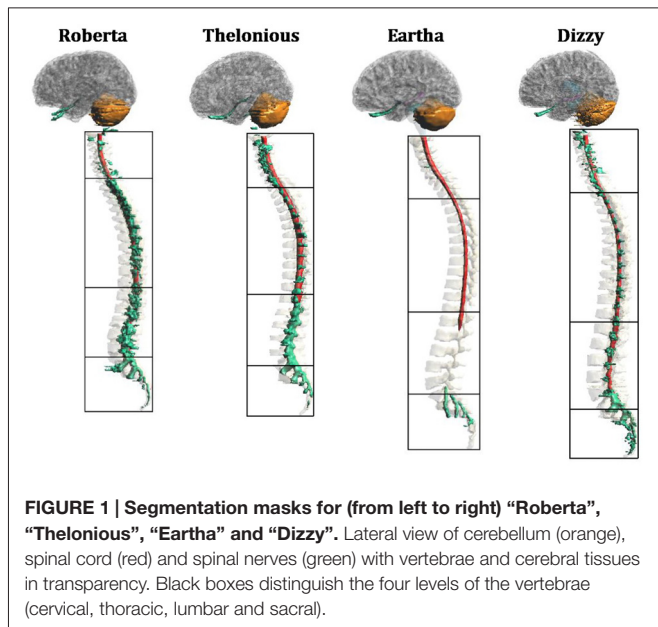 Roberta Thelonious Eartha Dizzy
FIGURE 1 | Segmentation masks for (from left to right) “Roberta”,
“Thelonious”, “Eartha” and “Dizzy”. Lateral view of cerebellum (orange),
spinal cord (red) and spinal nerves (green) with vertebrae and cerebral tissues
in transparency. Black boxes distinguish the four levels of the vertebrae
(cervical, thoracic, lumbar and sacral).